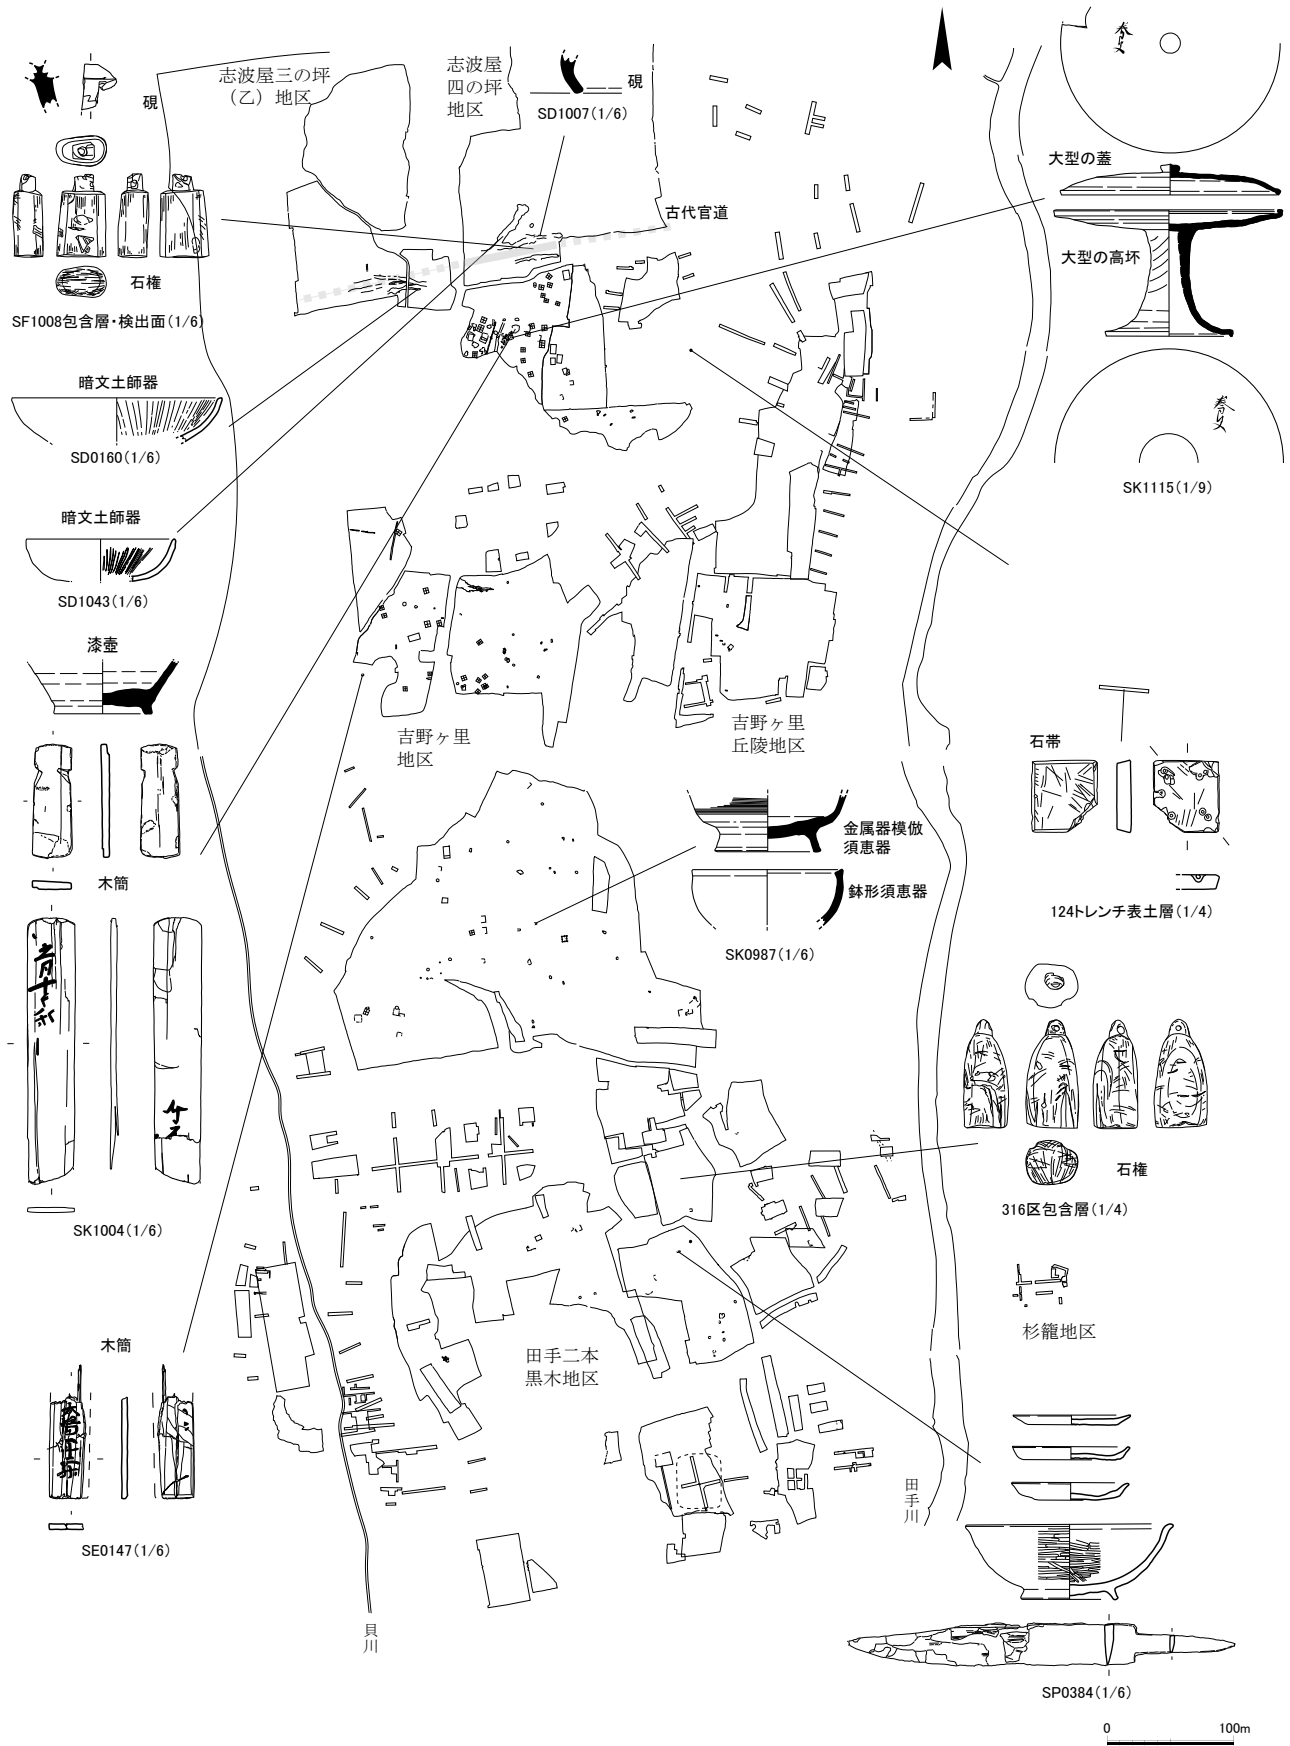 志波屋三の坪
（乙）地区
志波屋
四の坪
地区
硯
SD1007(1/6)
硯
石権
SF1008包含層・検出面(1/6)
古代官道
大型の蓋
大型の高坏
SK1115(1/9)
暗文土師器
SD0160(1/6)
暗文土師器
SD1043(1/6)
漆壺
木簡
SK1004(1/6)
吉野ヶ里
地区
吉野ヶ里
丘陵地区
石帯
124トレンチ表土層(1/4)
金属器模倣
須恵器
鉢形須恵器
SK0987(1/6)
石権
316区包含層(1/4)
杉籠地区
田手二本
黒木地区
木簡
SE0147(1/6)
田手川
貝川
SP0384(1/6)
0 100m